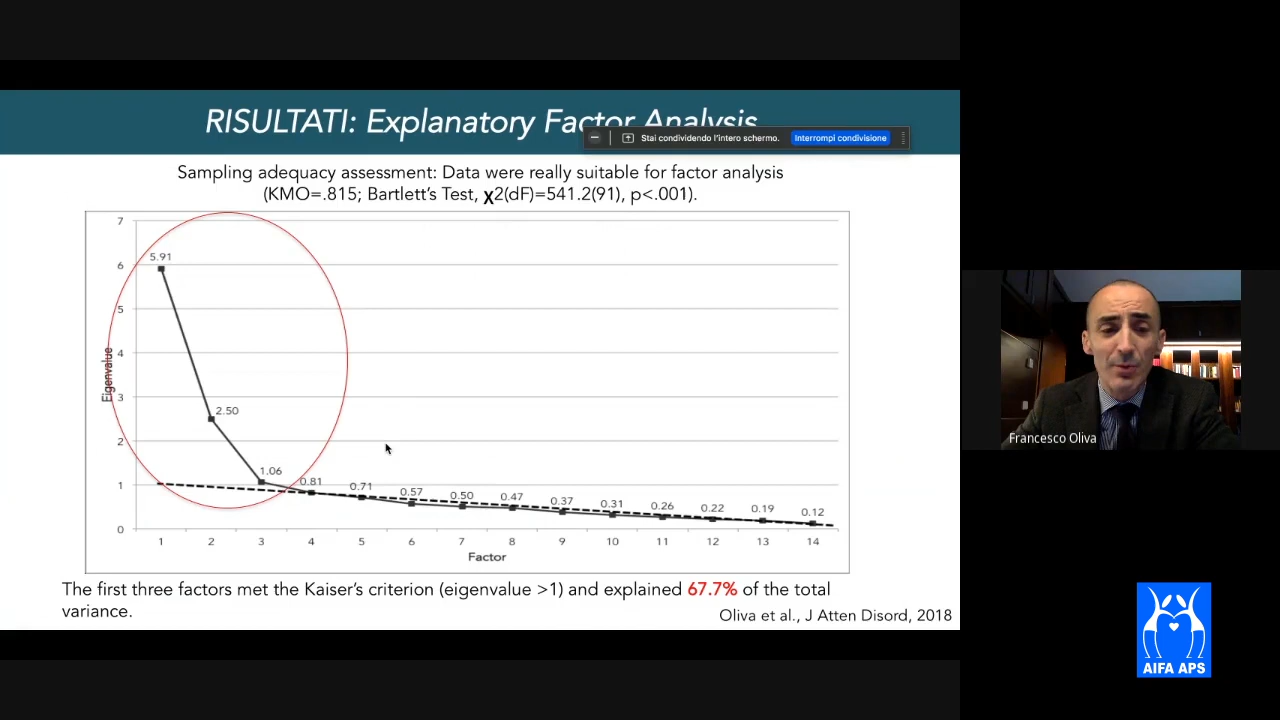 RISULTATI: Explanatory Factor Analysis
Stai condividendo l'intero schermo.
Interrompi condivisione
Sampling adequacy assessment: Data were really suitable for factor analysis
(KMO=.815; Bartlett's Test, χ2(dF)=541.2(91), p<.001).
7
6
5
4
3
2
1
0
Eigenvalue
5.91
2.50
1.06
0.81
0.71
0.57
0.50
0.47
0.37
0.31
0.26
0.22
0.19
0.12
1 2 3 4 5 6 7 8 9 10 11 12 13 14
Factor
The first three factors met the Kaiser's criterion (eigenvalue >1) and explained 67.7% of the total
variance.
Oliva et al., J Atten Disord, 2018
Francesco Oliva
AIFA APS